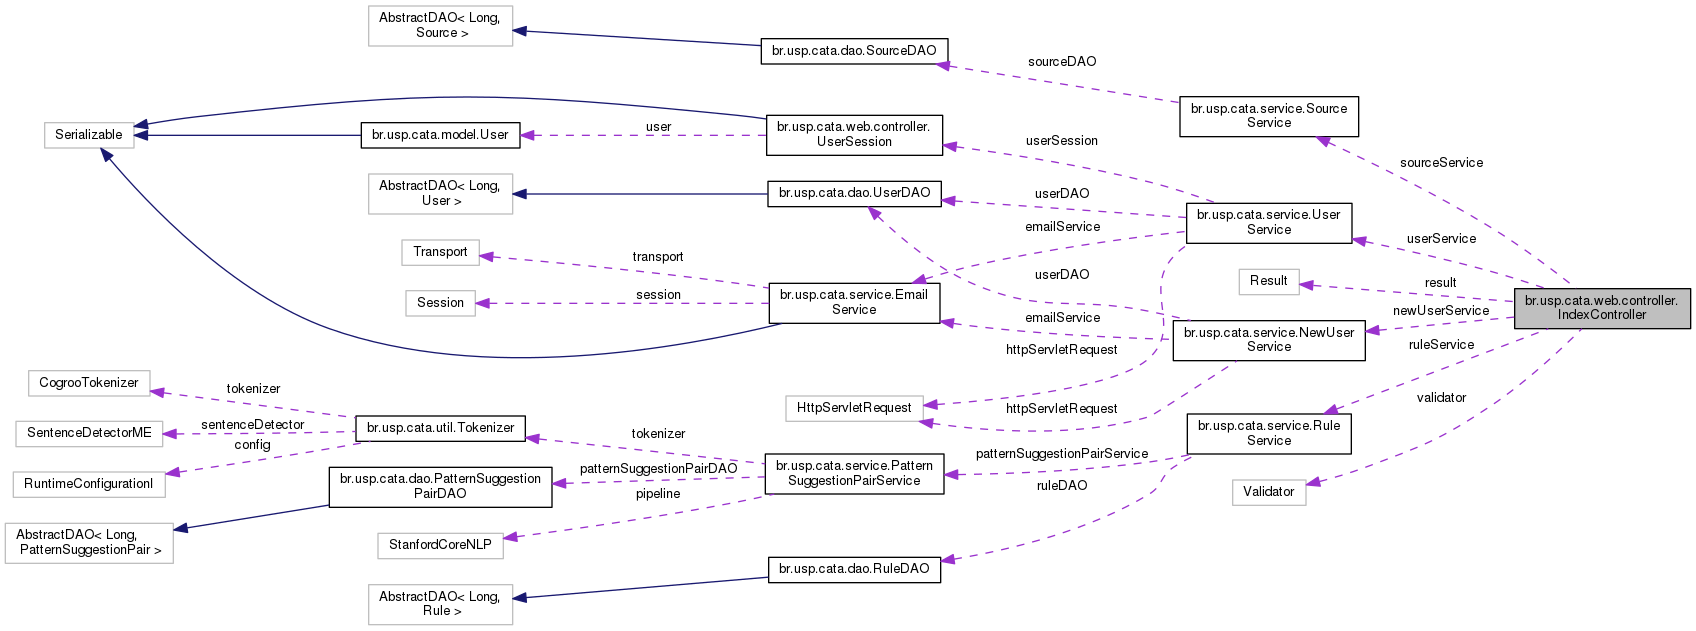 AbstractDAO< Long,
Source >
br.usp.cata.dao.SourceDAO
sourceDAO
br.usp.cata.service.Source
Service
sourceService
Serializable
br.usp.cata.model.User
user
br.usp.cata.web.controller.
UserSession
userSession
AbstractDAO< Long,
User >
br.usp.cata.dao.UserDAO
userDAO
br.usp.cata.service.User
Service
userService
emailService
Transport
transport
Session
session
br.usp.cata.service.Email
Service
userDAO
emailService
Result
result
br.usp.cata.web.controller.
IndexController
newUserService
br.usp.cata.service.NewUser
Service
httpServletRequest
ruleService
HttpServletRequest
httpServletRequest
validator
CogrooTokenizer
tokenizer
SentenceDetectorME
sentenceDetector
config
RuntimeConfigurationI
br.usp.cata.util.Tokenizer
tokenizer
br.usp.cata.service.Rule
Service
patternSuggestionPairService
br.usp.cata.service.Pattern
SuggestionPairService
patternSuggestionPairDAO
br.usp.cata.dao.PatternSuggestion
PairDAO
pipeline
ruleDAO
Validator
AbstractDAO< Long,
PatternSuggestionPair >
StanfordCoreNLP
br.usp.cata.dao.RuleDAO
AbstractDAO< Long,
Rule >